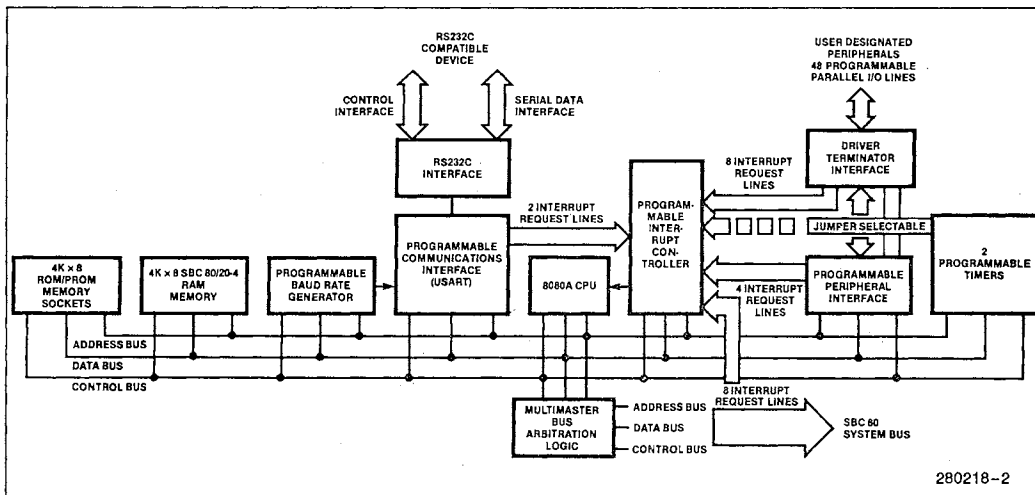 RS232C
COMPATIBLE
DEVICE
CONTROL
INTERFACE
SERIAL DATA
INTERFACE
RS232C
INTERFACE
USER DESIGNATED
PERIPHERALS
48 PROGRAMMABLE
PARALLEL I/O LINES
DRIVER
TERMINATOR
INTERFACE
8 INTERRUPT
REQUEST
LINES
2 INTERRUPT
REQUEST LINES
PROGRAM-
MABLE
INTER-
RUPT
CON-
TROLLER
JUMPER SELECTABLE
2
PROGRAMMABLE
TIMERS
4K x 8
ROM/PROM
MEMORY
SOCKETS
4K x 8 SBC 80/20-4
RAM
MEMORY
PROGRAMMABLE
BAUD RATE
GENERATOR
PROGRAMMABLE
COMMUNICATIONS
INTERFACE
(USART)
8080A CPU
4 INTERRUPT
REQUEST
LINES
PROGRAMMABLE
PERIPHERAL
INTERFACE
ADDRESS BUS
DATA BUS
CONTROL BUS
MULTIMASTER
BUS
ARBITRATION
LOGIC
ADDRESS BUS
DATA BUS
CONTROL BUS
8 INTERRUPT
REQUEST LINES
SBC 80
SYSTEM BUS
280218-2